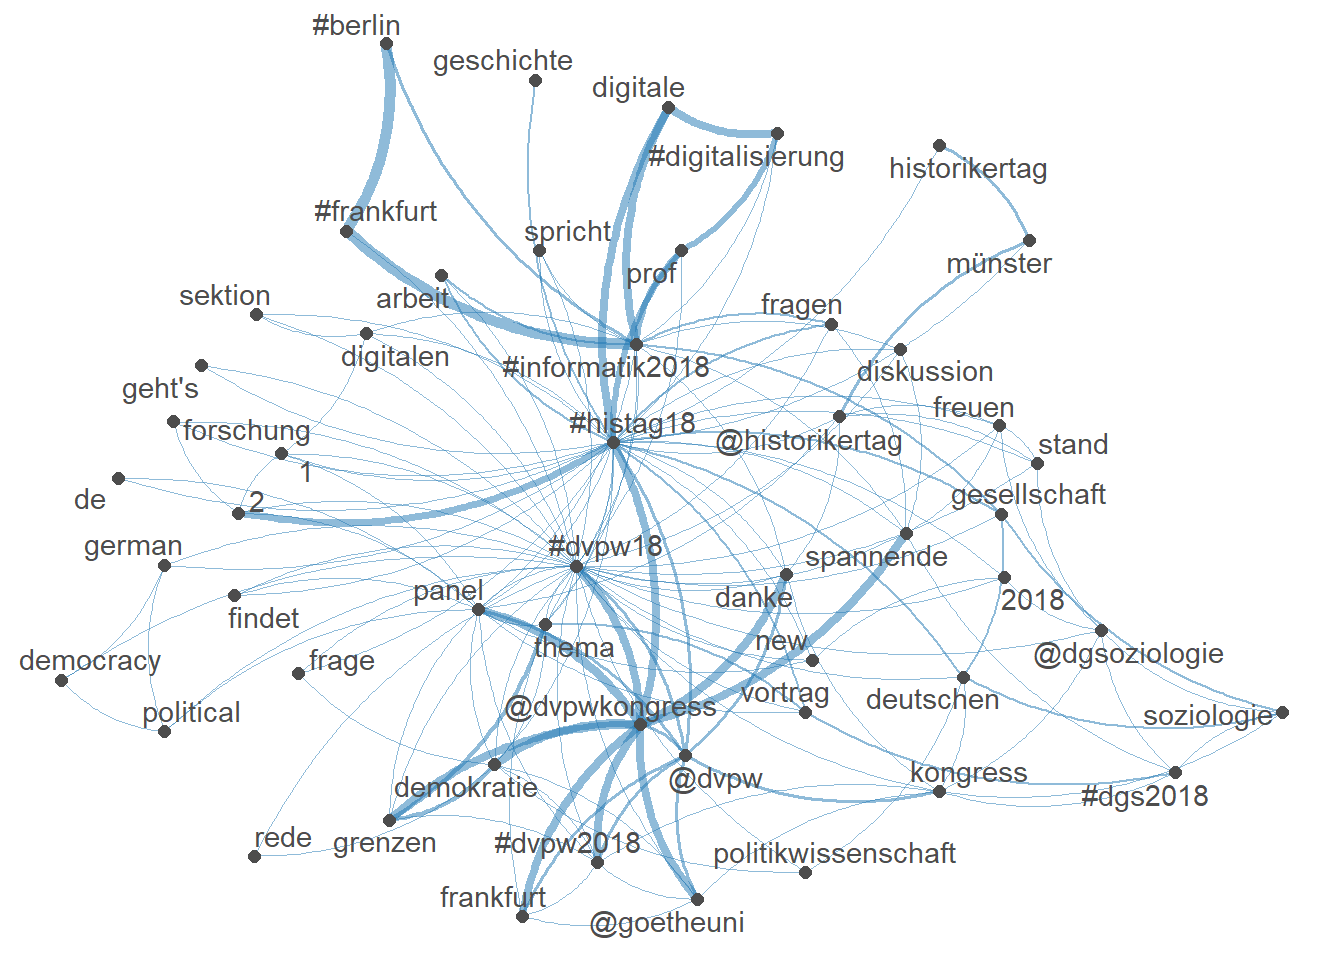 #berlin
geschichte
digitale
#digitalisierung
historikertag
#frankfurt
spricht
münster
prof
sektion
arbeit
fragen
digitalen
#informatik2018
diskussion
geht's
freuen
#histag18
forschung
@historikertag
stand
1
de
2
gesellschaft
german
#dvpw18
spannende
panel
danke
2018
findet
new
thema
@dgsoziologie
democracy
frage
vortrag
deutschen
political
@dvpwkongress
soziologie
kongress
@dvpw
demokratie
#dgs2018
rede
grenzen
#dvpw2018
politikwissenschaft
frankfurt
@goetheuni